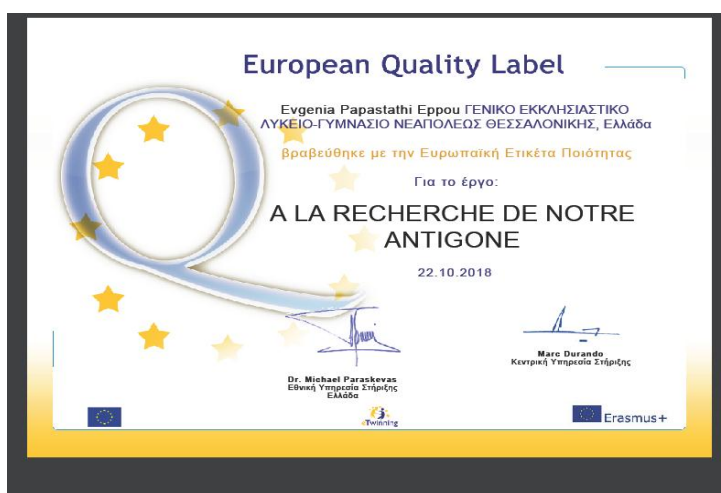 European Quality Label
Evgenia Papastathi Eppou ΓΕΝΙΚΟ ΕΚΚΛΗΣΙΑΣΤΙΚΟ
ΛΥΚΕΙΟ-ΓΥΜΝΑΣΙΟ ΝΕΑΠΟΛΕΩΣ ΘΕΣΣΑΛΟΝΙΚΗΣ, Ελλάδα
βραβεύθηκε με την Ευρωπαϊκή Ετικέτα Ποιότητας
Για το έργο:
A LA RECHERCHE DE NOTRE
ANTIGONE
22.10.2018
Dr. Michael Paraskevas
Εθνική Υπηρεσία Στήριξης
Ελλάδα
Marc Durando
Κεντρική Υπηρεσία Στήριξης
eTwinning
Erasmus+